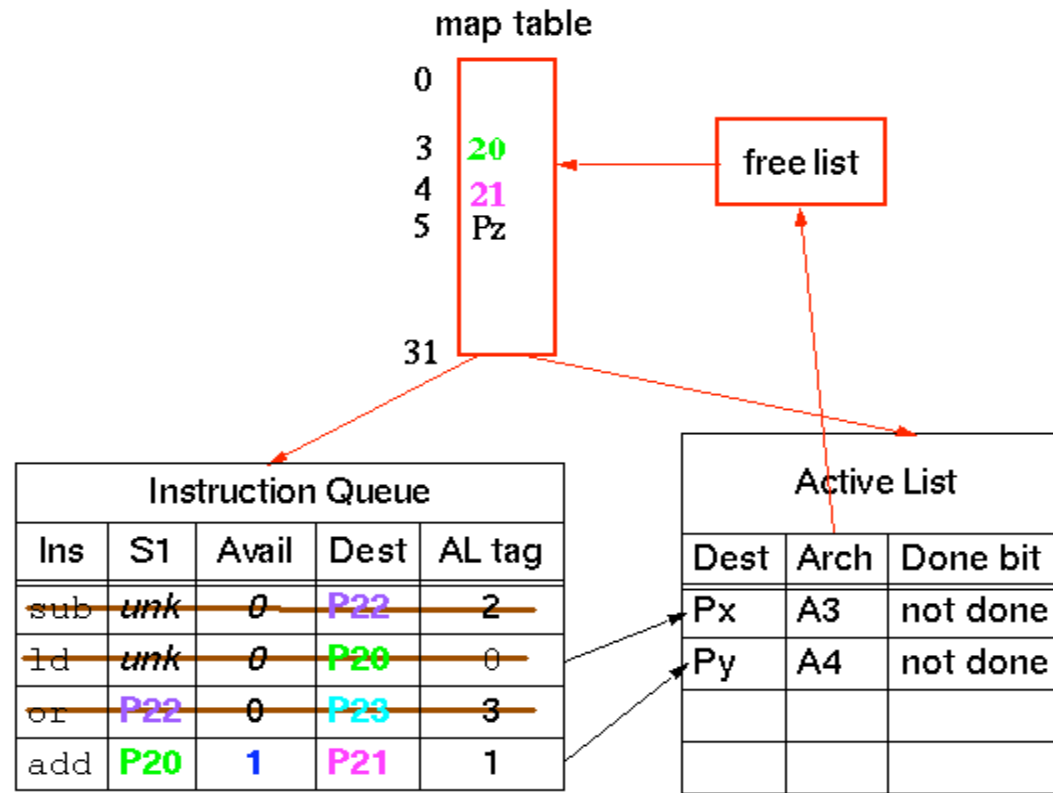 map table
0
3 20
4 21
5 Pz
31
free list
Instruction Queue
Ins S1 Avail Dest AL tag
sub unk 0 P22 2
ld unk 0 P20 0
or P22 0 P23 3
add P20 1 P21 1
Active List
Dest Arch Done bit
Px A3 not done
Py A4 not done